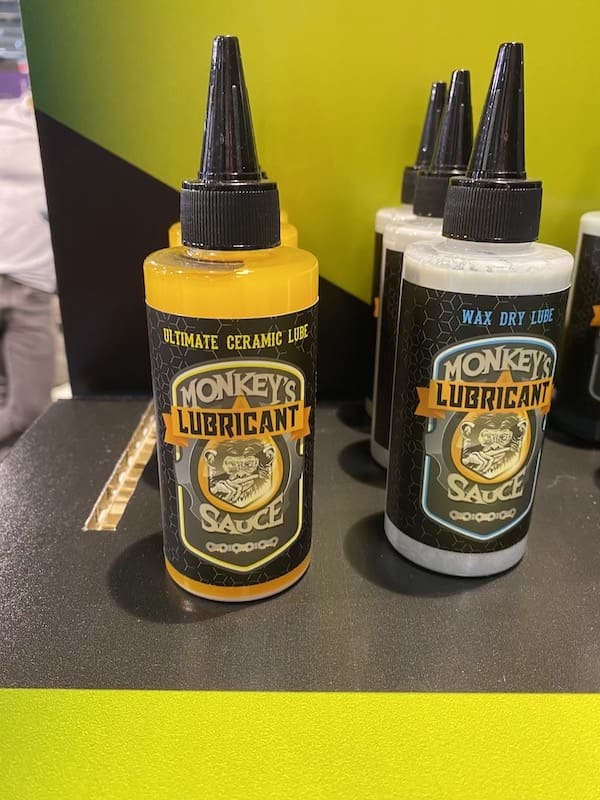 ULTIMATE CERAMIC LUBE
MONKEY'S
LUBRICANT
SAUCE
WAX DRY LUBE
MONKEY'S
LUBRICANT
SAUCE